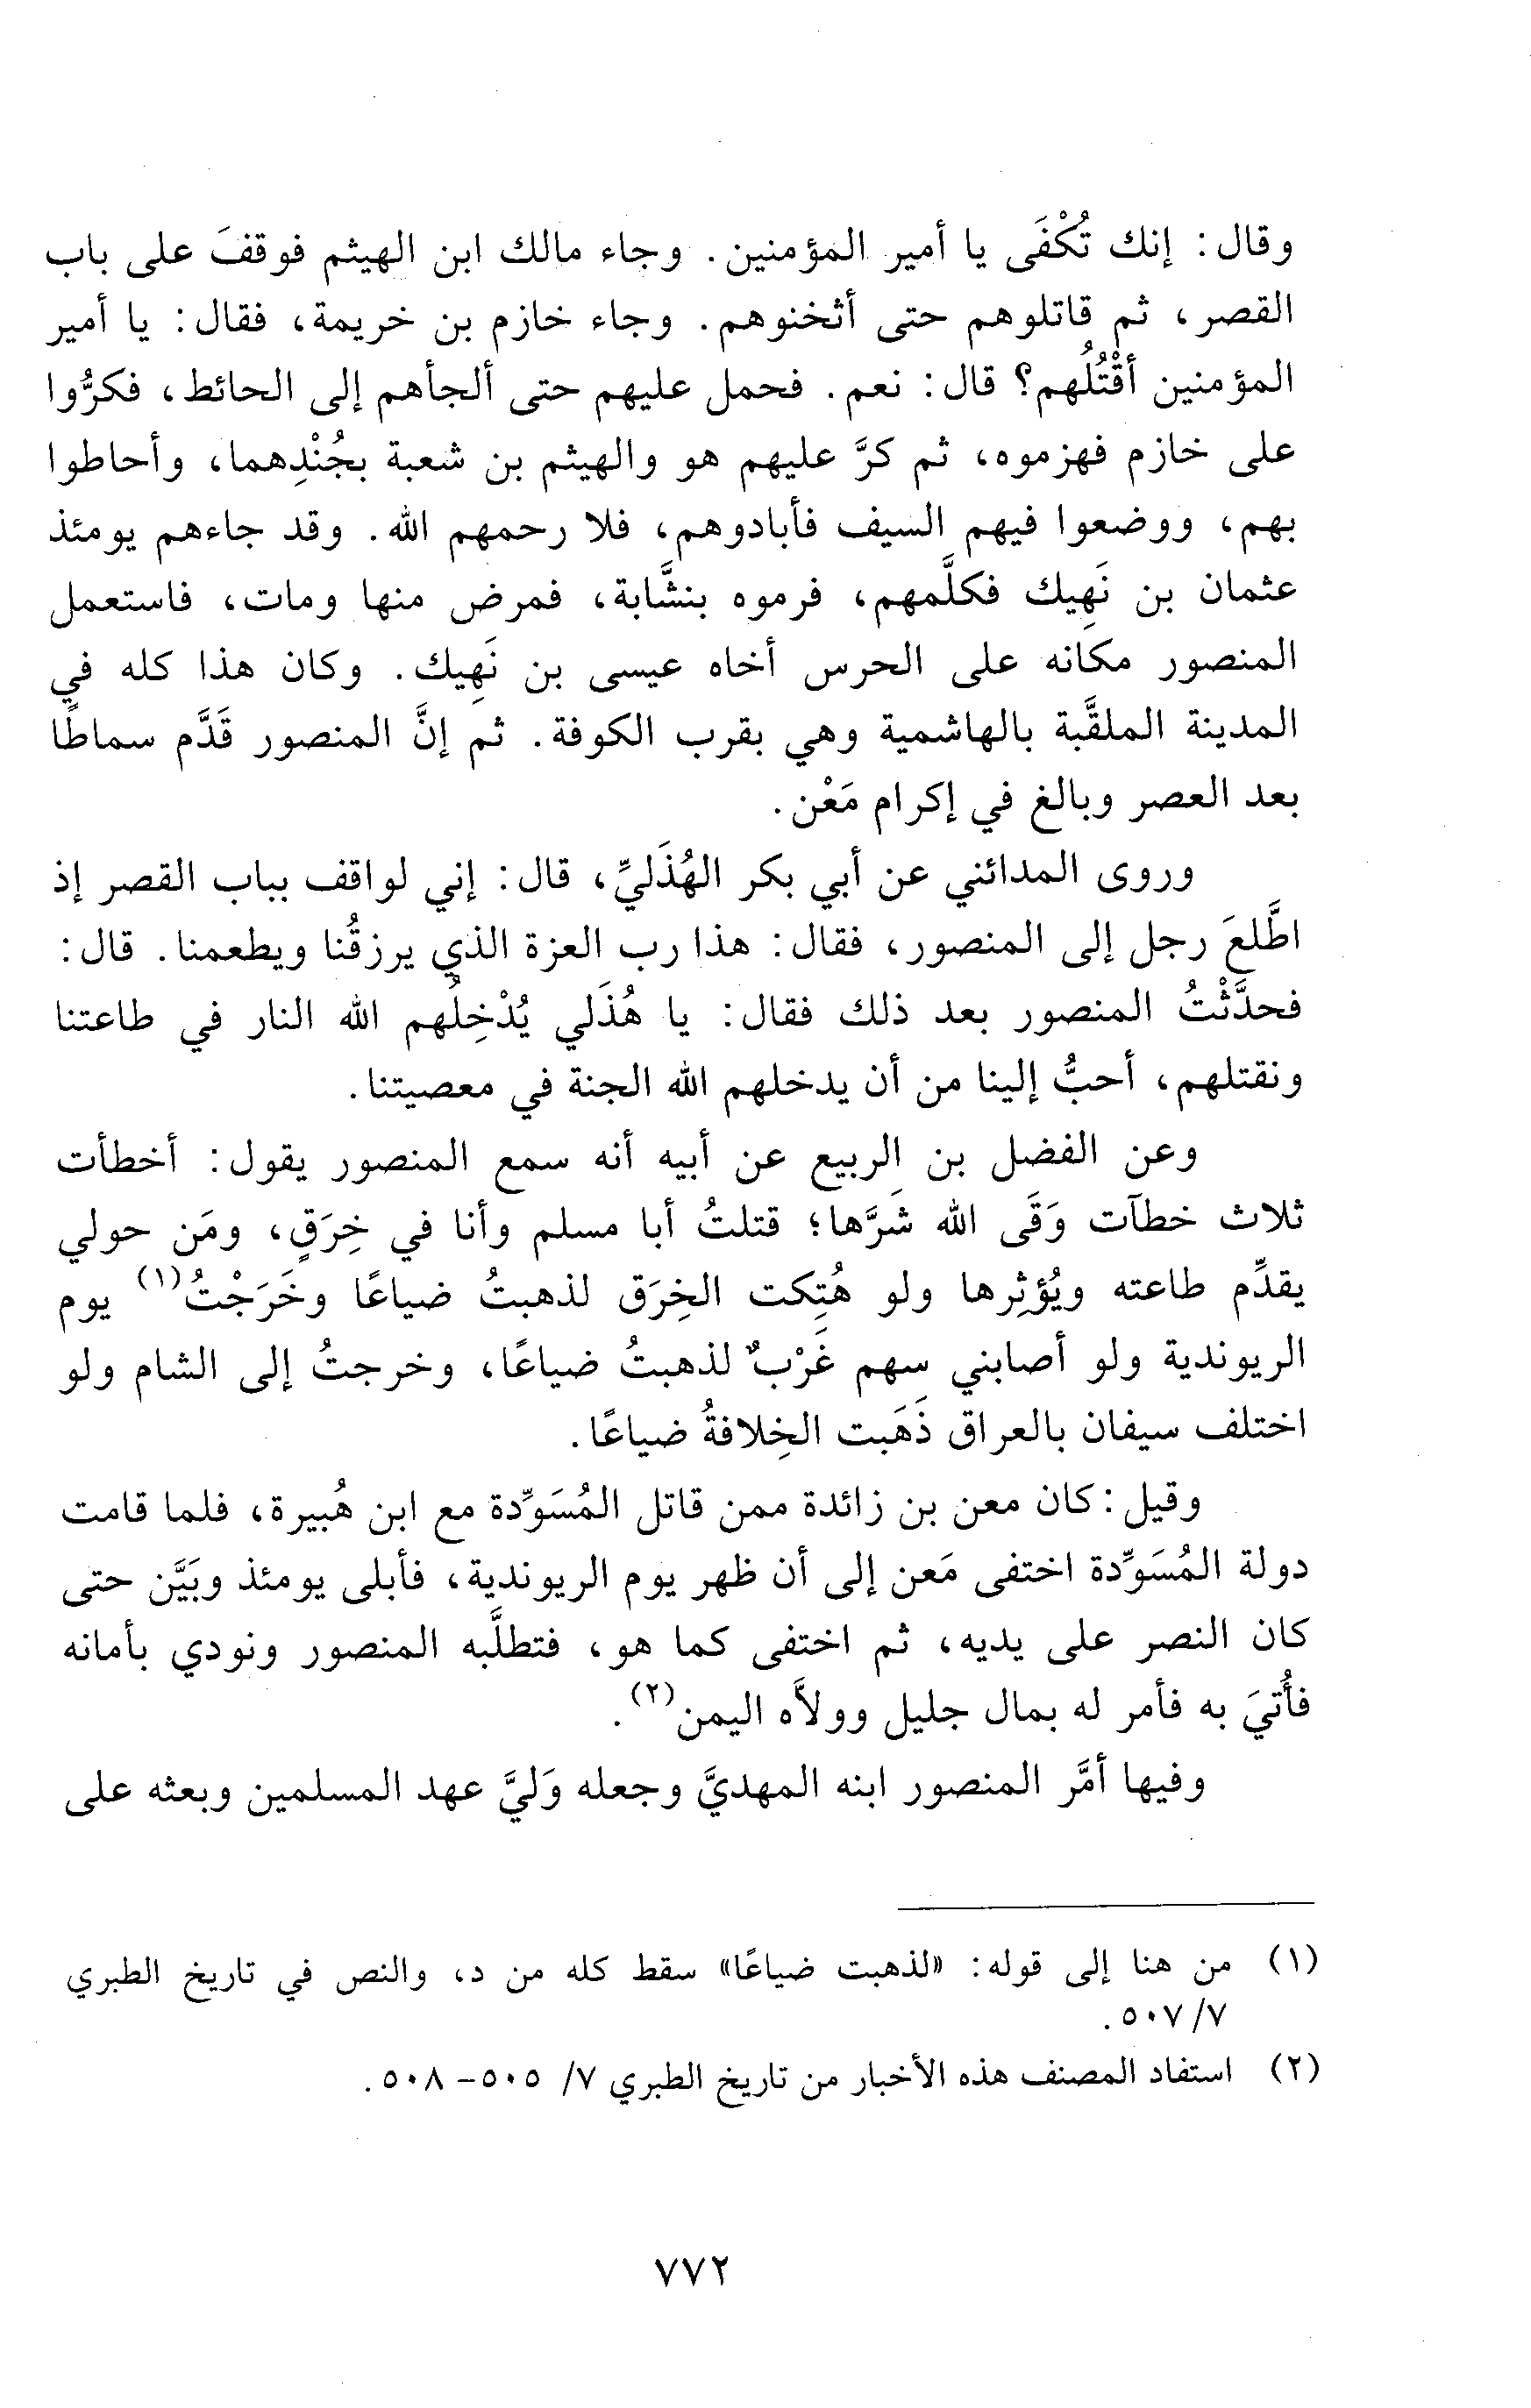 وقال: إنك تُكْفَى يا أمير المؤمنين. وجاء مالك ابن الهيثم فوقفَ على باب
القصر، ثم قاتلوهم حتى أثخنوهم. وجاء خازم بن خريمة، فقال: يا أمير
المؤمنين أقْتُلُهم؟ قال: نعم. فحمل عليهم حتى ألجأهم إلى الحائط، فكرُّوا
على خازم فهزموه، ثم كرَّ عليهم هو والهيثم بن شعبة بجُنْدِهما، وأحاطوا
بهم، ووضعوا فيهم السيف فأبادوهم، فلا رحمهم الله. وقد جاءهم يومئذ
عثمان بن نَهِيك فكلَّمهم، فرموه بنشَّابة، فمرض منها ومات، فاستعمل
المنصور مكانه على الحرس أخاه عيسى بن نَهِيك. وكان هذا كله في
المدينة الملقَّبة بالهاشمية وهي بقرب الكوفة. ثم إنَّ المنصور قَدَّم سماطًا
بعد العصر وبالغ في إكرام مَعْن.
وروى المدائني عن أبي بكر الهُذَليِّ، قال: إني لواقف بباب القصر إذ
اطَّلعَ رجل إلى المنصور، فقال: هذا رب العزة الذي يرزقُنا ويطعمنا. قال:
فحدَّثْتُ المنصور بعد ذلك فقال: يا هُذَلي يُدْخِلُهم الله النار في طاعتنا
ونقتلهم، أحبُّ إلينا من أن يدخلهم الله الجنة في معصيتنا.
وعن الفضل بن الربيع عن أبيه أنه سمع المنصور يقول: أخطأت
ثلاث خطآت وَقَى الله شَرَّها؛ قتلتُ أبا مسلم وأنا في خِرَقٍ، ومَن حولي
يقدِّم طاعته ويُؤثِرها ولو هُتِكت الخِرَق لذهبتُ ضياعًا وخَرَجْتُ(١) يوم
الريوندية ولو أصابني سهم غَرْبٌ لذهبتُ ضياعًا، وخرجتُ إلى الشام ولو
اختلف سيفان بالعراق ذَهَبت الخِلافةُ ضياعًا.
وقيل: كان معن بن زائدة ممن قاتل المُسَوِّدة مع ابن هُبيرة، فلما قامت
دولة المُسَوِّدة اختفى مَعن إلى أن ظهر يوم الريوندية، فأبلى يومئذ وبَيَّن حتى
كان النصر على يديه، ثم اختفى كما هو، فتطلَّبه المنصور ونودي بأمانه
فأُتيَ به فأمر له بمال جليل وولاَّه اليمن(٢).
وفيها أمَّر المنصور ابنه المهديَّ وجعله وَليَّ عهد المسلمين وبعثه على
(١) من هنا إلى قوله: «لذهبت ضياعًا» سقط كله من د، والنص في تاريخ الطبري
٧/ ٥٠٧.
(٢) استفاد المصنف هذه الأخبار من تاريخ الطبري ٧/ ٥٠٥- ٥٠٨.
٧٧٢